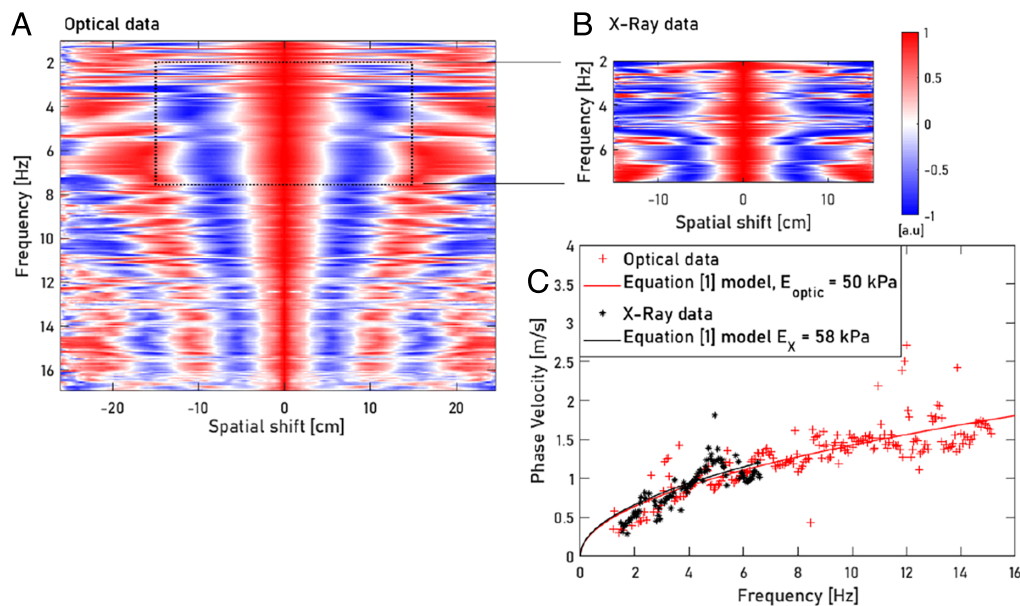 A
Optical data
2
4
6
8
10
12
14
16
Frequency [Hz]
-20
-10
0
10
20
Spatial shift [cm]
B
X-Ray data
2
4
6
Frequency [Hz]
-10
0
10
Spatial shift [cm]
1
0.5
0
-0.5
-1
[a.u]
C
Optical data
Equation [1] model, E_optic = 50 kPa
X-Ray data
Equation [1] model E_X = 58 kPa
4
3.5
3
2.5
2
1.5
1
0.5
0
Phase Velocity [m/s]
0
2
4
6
8
10
12
14
16
Frequency [Hz]